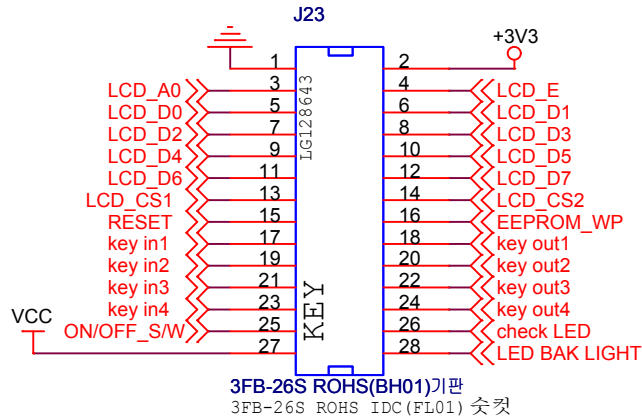 J23
+3V3
1 2
LCD_A0 3 4 LCD_E
LCD_D0 5 6 LCD_D1
LCD_D2 7 8 LCD_D3
LCD_D4 9 10 LCD_D5
LCD_D6 11 12 LCD_D7
LCD_CS1 13 14 LCD_CS2
RESET 15 16 EEPROM_WP
key in1 17 18 key out1
key in2 19 20 key out2
key in3 21 22 key out3
key in4 23 24 key out4
VCC
ON/OFF_S/W 25 26 check LED
27 28 LED BAK LIGHT
LG128643
KEY
3FB-26S ROHS(BH01)기판
3FB-26S ROHS IDC(FL01) 숫컷